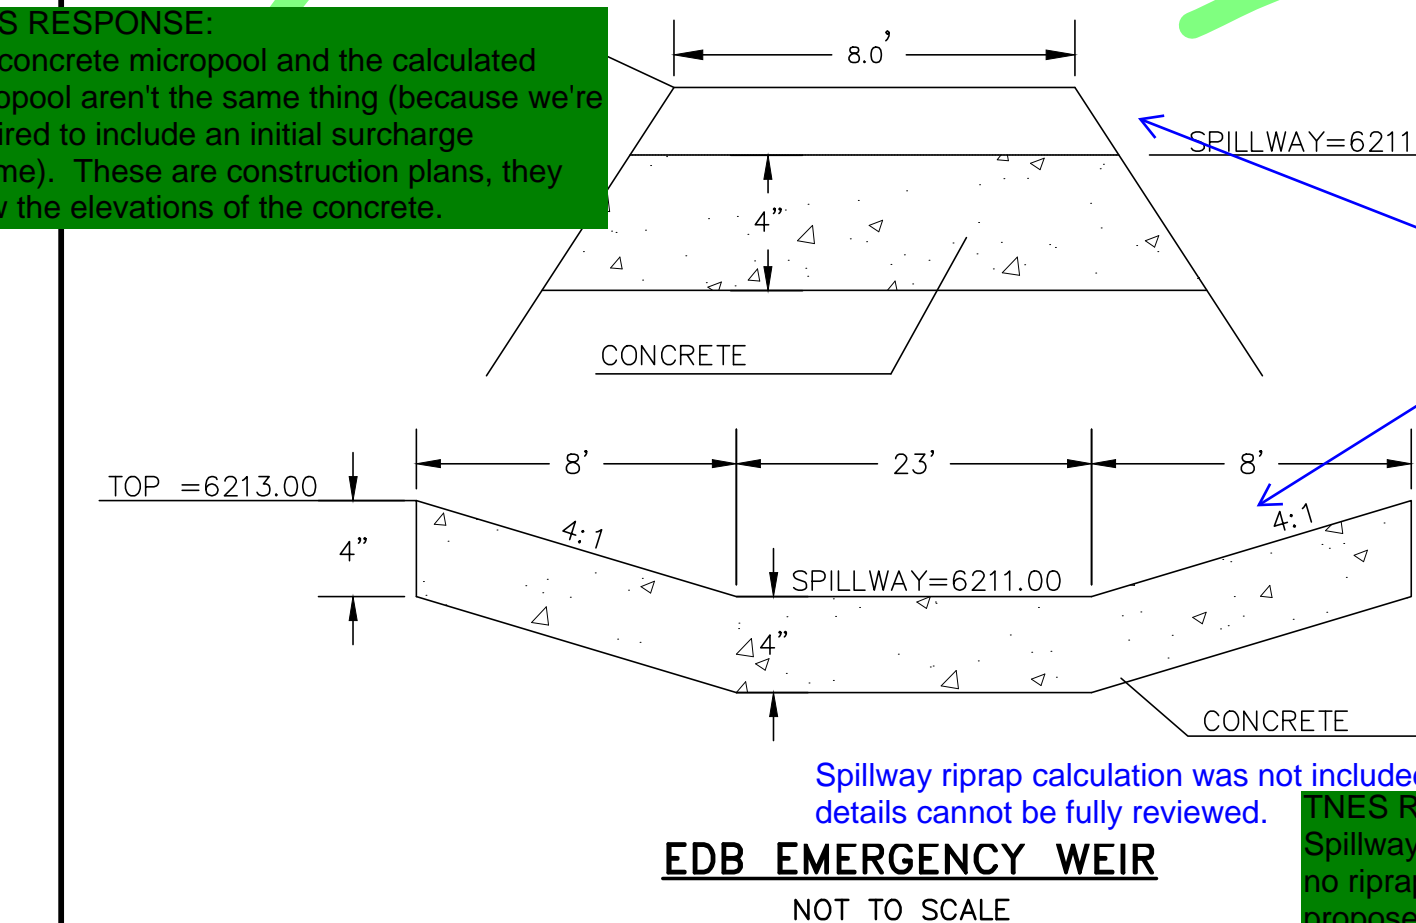 S RESPONSE:
concrete micropool and the calculated
opool aren't the same thing (because we're
ired to include an initial surcharge
me). These are construction plans, they
w the elevations of the concrete.
8.0'
SPILLWAY=6211
4"
CONCRETE
8'
23'
8'
TOP =6213.00
4"
4:1
4:1
SPILLWAY=6211.00
4"
CONCRETE
Spillway riprap calculation was not included
details cannot be fully reviewed.
TNES R
Spillway
no riprap
propose
EDB EMERGENCY WEIR
NOT TO SCALE